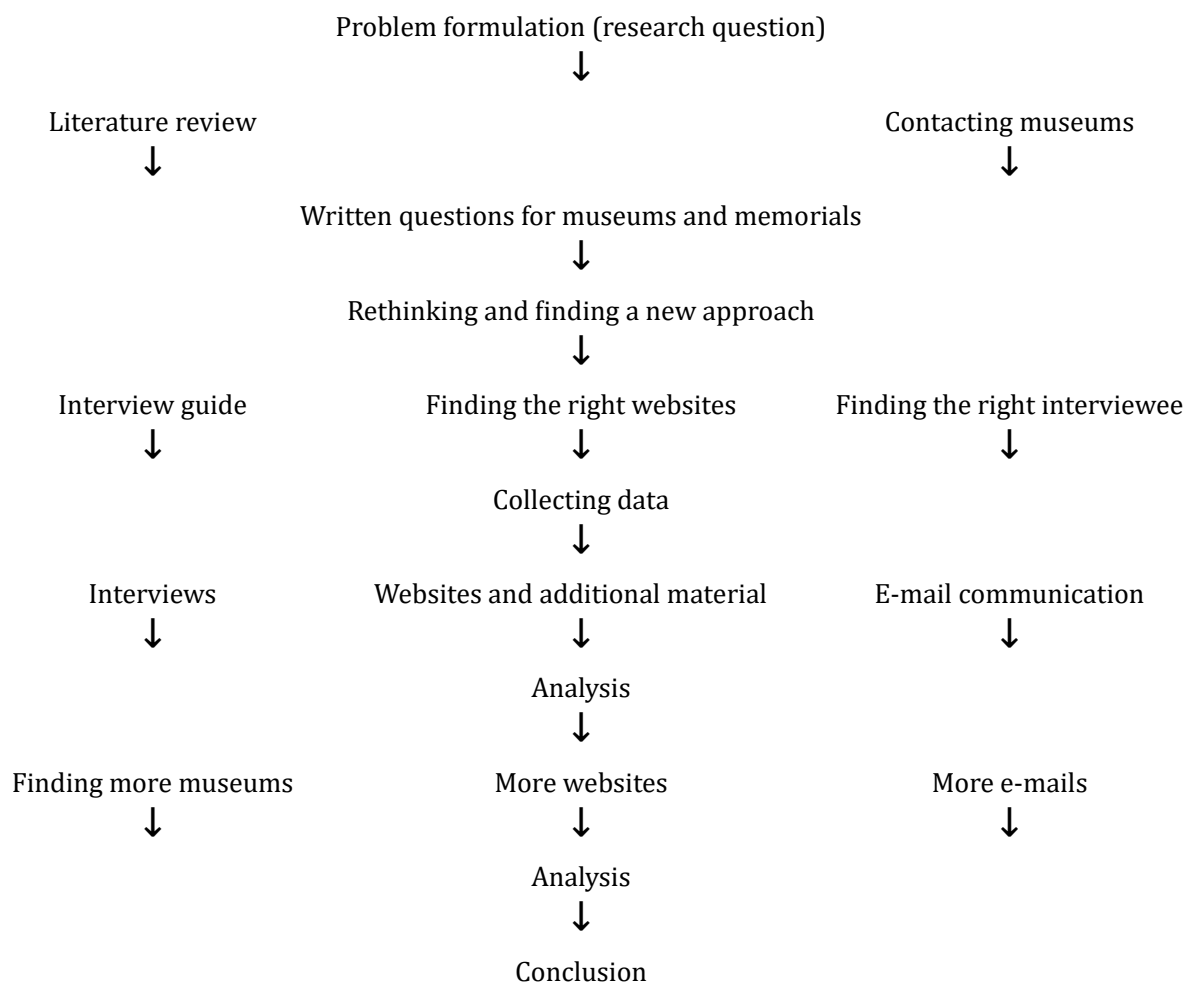 Problem formulation (research question)
↓
Literature review Contacting museums
↓ ↓
Written questions for museums and memorials
↓
Rethinking and finding a new approach
↓
Interview guide Finding the right websites Finding the right interviewee
↓ ↓ ↓
Collecting data
↓
Interviews Websites and additional material E-mail communication
↓ ↓ ↓
Analysis
↓
Finding more museums More websites More e-mails
↓ ↓ ↓
Analysis
↓
Conclusion